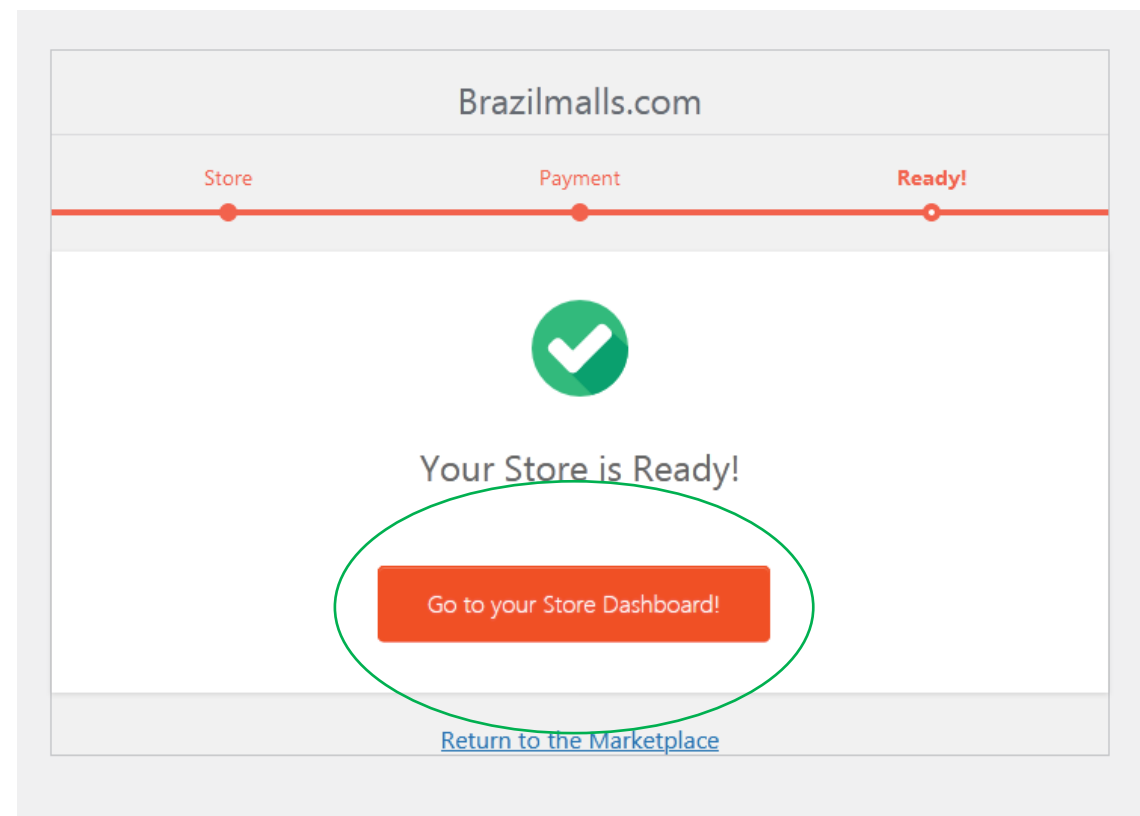 Brazilmalls.com
Store Payment Ready!
Your Store is Ready!
Go to your Store Dashboard!
Return to the Marketplace